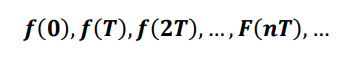 f(0), f(T), f(2T), ..., F(nT), ...